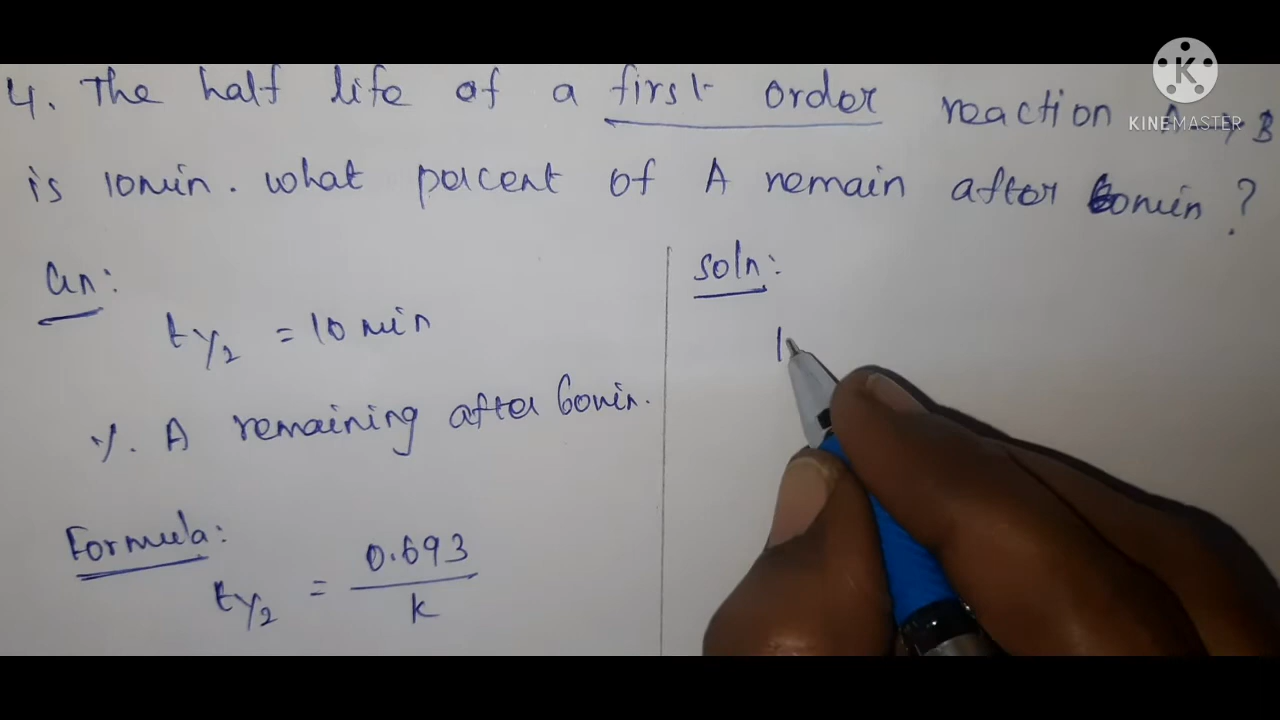 4. The half life of a first order reaction A → B
is 10min. what percent of A remain after 60min ?
Gn:
t1/2 = 10 min
% A remaining after 60min.
Formula:
t1/2 = 0.693 / k
Soln:
K
KINEMASTER